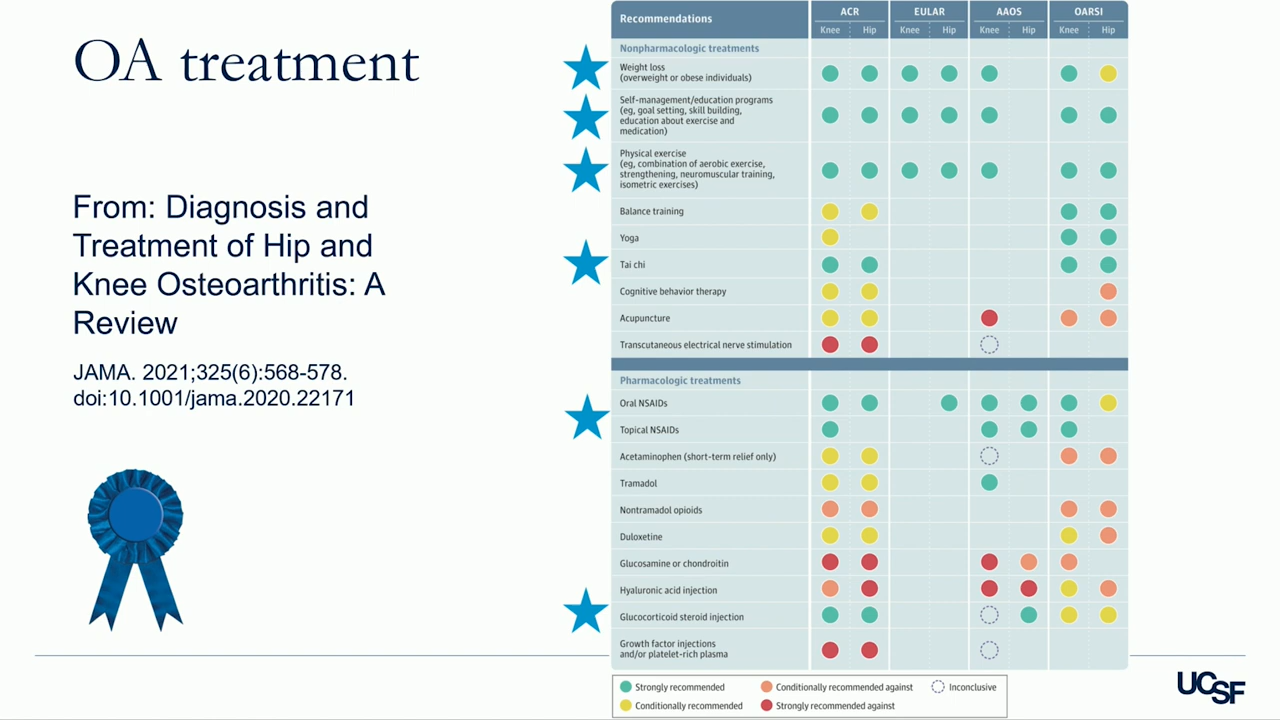 OA treatment
From: Diagnosis and
Treatment of Hip and
Knee Osteoarthritis: A
Review
JAMA. 2021;325(6):568-578.
doi:10.1001/jama.2020.22171
Recommendations
ACR
EULAR
AAOS
OARSI
Knee Hip Knee Hip Knee Hip Knee Hip
Nonpharmacologic treatments
Weight loss
(overweight or obese individuals)
Self-management/education programs
(eg, goal setting, skill building,
education about exercise and
medication)
Physical exercise
(eg, combination of aerobic exercise,
strengthening, neuromuscular training,
isometric exercises)
Balance training
Yoga
Tai chi
Cognitive behavior therapy
Acupuncture
Transcutaneous electrical nerve stimulation
Pharmacologic treatments
Oral NSAIDs
Topical NSAIDs
Acetaminophen (short-term relief only)
Tramadol
Nontramadol opioids
Duloxetine
Glucosamine or chondroitin
Hyaluronic acid injection
Glucocorticoid steroid injection
Growth factor injections
and/or platelet-rich plasma
Strongly recommended
Conditionally recommended against
Inconclusive
Conditionally recommended
Strongly recommended against
UCSF